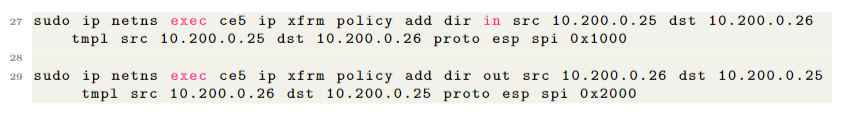 27 sudo ip netns exec ce5 ip xfrm policy add dir in src 10.200.0.25 dst 10.200.0.26
tmpl src 10.200.0.25 dst 10.200.0.26 proto esp spi 0x1000
28
29 sudo ip netns exec ce5 ip xfrm policy add dir out src 10.200.0.26 dst 10.200.0.25
tmpl src 10.200.0.26 dst 10.200.0.25 proto esp spi 0x2000